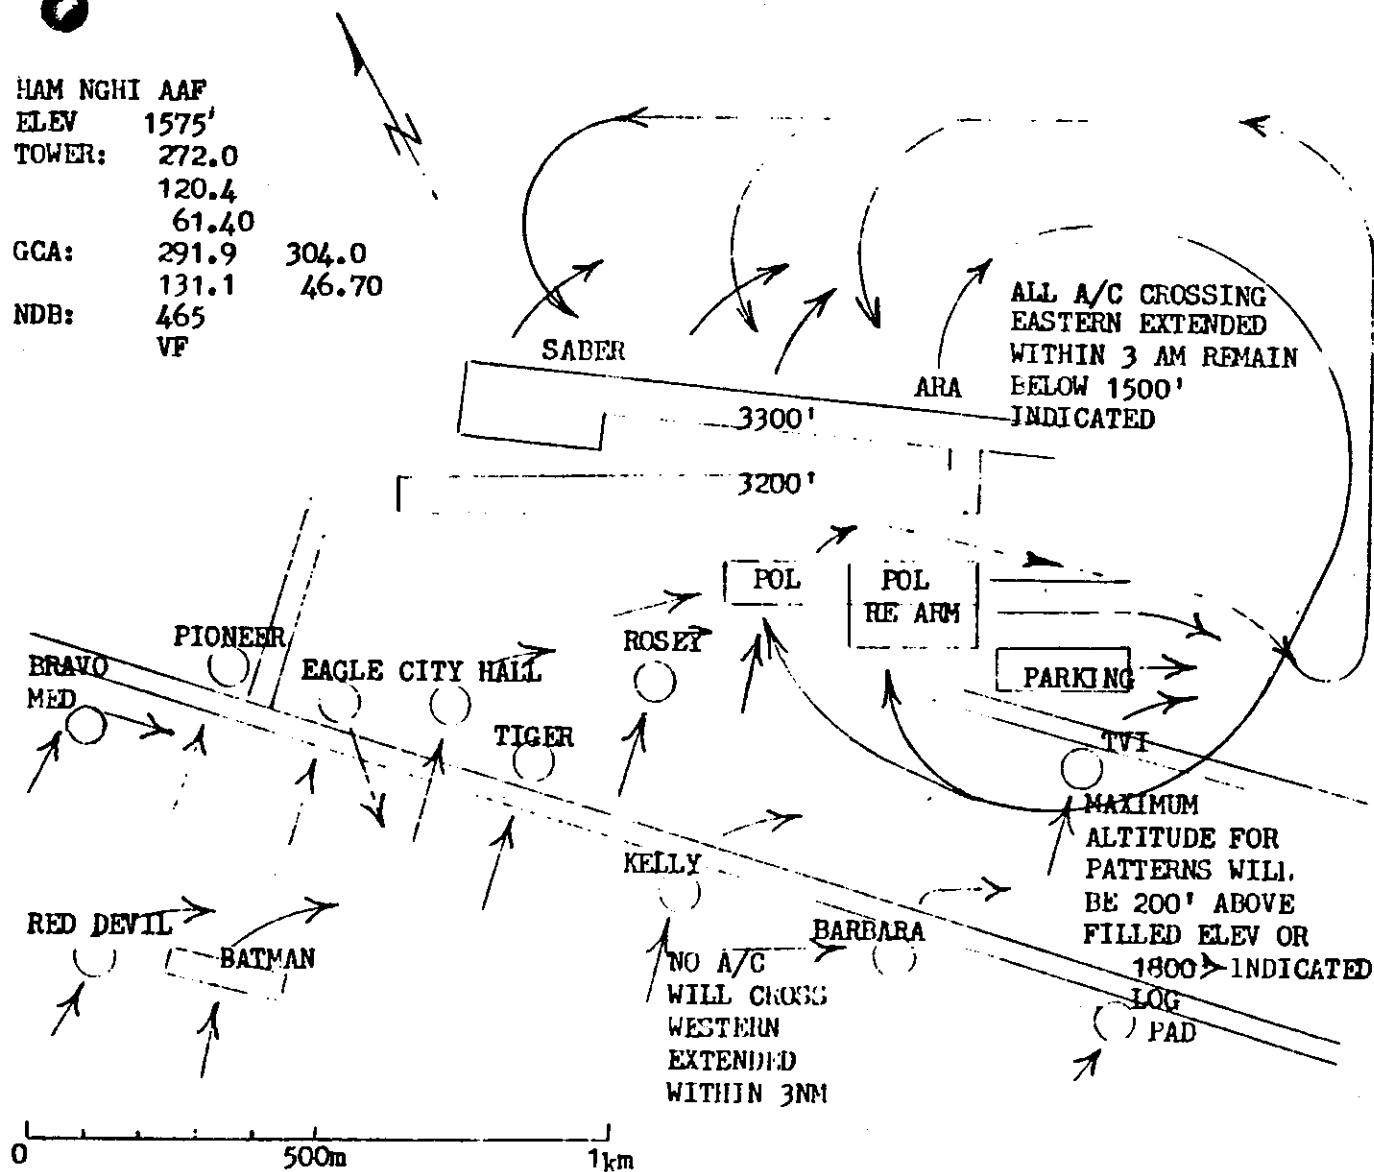 HAM NGHI AAF
ELEV 1575'
TOWER: 272.0
120.4
61.40
GCA: 291.9 304.0
131.1 46.70
NDB: 465
VF
ALL A/C CROSSING
EASTERN EXTENDED
WITHIN 3 AM REMAIN
BELOW 1500'
INDICATED
SABER
ARA
3300'
3200'
POL
POL
RE ARM
PIONEER
ROSEY
BRAVO
MED
EAGLE CITY HALL
PARKING
TIGER
TVI
MAXIMUM
ALTITUDE FOR
PATTERNS WILL
BE 200' ABOVE
FILLED ELEV OR
1800> INDICATED
KELLY
RED DEVIL
BATMAN
BARBARA
NO A/C
WILL CROSS
WESTERN
EXTENDED
WITHIN 3NM
LOG
PAD
0 500m 1km